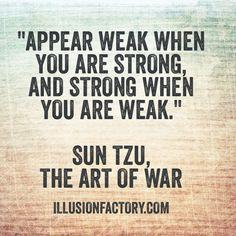 "APPEAR WEAK WHEN
YOU ARE STRONG,
AND STRONG WHEN
YOU ARE WEAK."
SUN TZU,
THE ART OF WAR
ILLUSIONFACTORY.COM